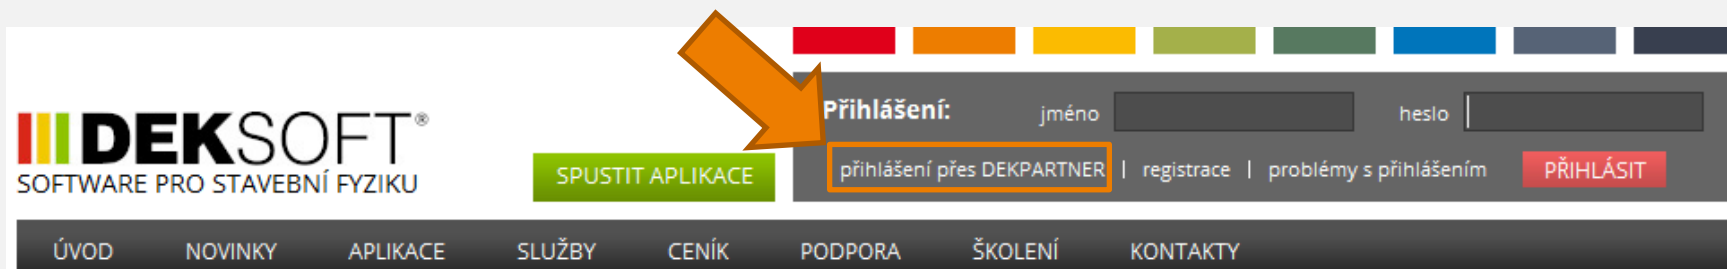 DEKSOFT®
SOFTWARE PRO STAVEBNÍ FYZIKU
SPUSTIT APLIKACE
Přihlášení: jméno heslo
přihlášení přes DEKPARTNER | registrace | problémy s přihlášením PŘIHLÁSIT
ÚVOD NOVINKY APLIKACE SLUŽBY CENÍK PODPORA ŠKOLENÍ KONTAKTY